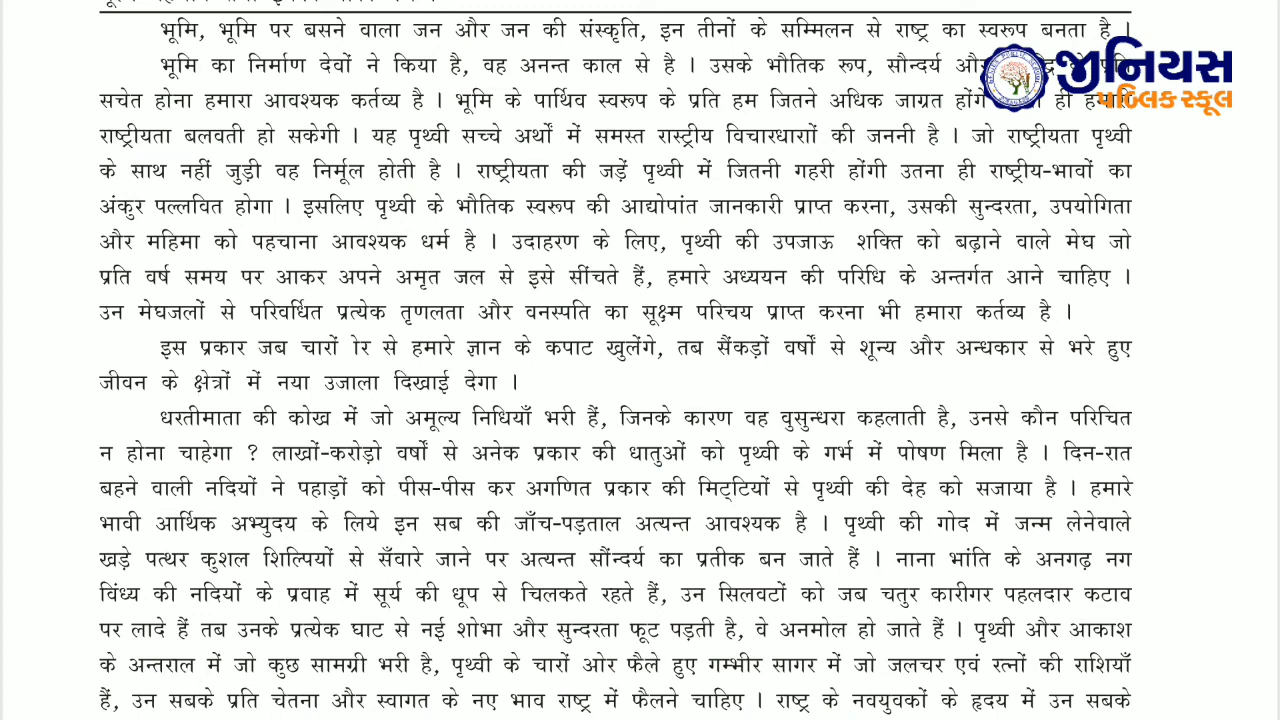 भूमि, भूमि पर बसने वाला जन और जन की संस्कृति, इन तीनों के सम्मिलन से राष्ट्र का स्वरूप बनता है ।
भूमि का निर्माण देवों ने किया है, वह अनन्त काल से है । उसके भौतिक रूप, सौन्दर्य और
જીનિયસ
પબ્લિક સ્કૂલ
सचेत होना हमारा आवश्यक कर्तव्य है । भूमि के पार्थिव स्वरूप के प्रति हम जितने अधिक जाग्रत होंगे ही हमारी
राष्ट्रीयता बलवती हो सकेगी । यह पृथ्वी सच्चे अर्थों में समस्त रास्ट्रीय विचारधाराों की जननी है । जो राष्ट्रीयता पृथ्वी
के साथ नहीं जुड़ी वह निर्मूल होती है । राष्ट्रीयता की जड़ें पृथ्वी में जितनी गहरी होंगी उतना ही राष्ट्रीय-भावों का
अंकुर पल्लवित होगा । इसलिए पृथ्वी के भौतिक स्वरूप की आद्योपांत जानकारी प्राप्त करना, उसकी सुन्दरता, उपयोगिता
और महिमा को पहचाना आवश्यक धर्म है । उदाहरण के लिए, पृथ्वी की उपजाऊ शक्ति को बढ़ाने वाले मेघ जो
प्रति वर्ष समय पर आकर अपने अमृत जल से इसे सींचते हैं, हमारे अध्ययन की परिधि के अन्तर्गत आने चाहिए ।
उन मेघजलों से परिवर्धित प्रत्येक तृणलता और वनस्पति का सूक्ष्म परिचय प्राप्त करना भी हमारा कर्तव्य है ।
इस प्रकार जब चारों ोर से हमारे ज्ञान के कपाट खुलेंगे, तब सैंकड़ों वर्षों से शून्य और अन्धकार से भरे हुए
जीवन के क्षेत्रों में नया उजाला दिखाई देगा ।
धरतीमाता की कोख में जो अमूल्य निधियाँ भरी हैं, जिनके कारण वह वुसुन्धरा कहलाती है, उनसे कौन परिचित
न होना चाहेगा ? लाखों-करोड़ो वर्षों से अनेक प्रकार की धातुओं को पृथ्वी के गर्भ में पोषण मिला है । दिन-रात
बहने वाली नदियों ने पहाड़ों को पीस-पीस कर अगणित प्रकार की मिट्टियों से पृथ्वी की देह को सजाया है । हमारे
भावी आर्थिक अभ्युदय के लिये इन सब की जाँच-पड़ताल अत्यन्त आवश्यक है । पृथ्वी की गोद में जन्म लेनेवाले
खड़े पत्थर कुशल शिल्पियों से सँवारे जाने पर अत्यन्त सौंन्दर्य का प्रतीक बन जाते हैं । नाना भांति के अनगढ़ नग
विंध्य की नदियों के प्रवाह में सूर्य की धूप से चिलकते रहते हैं, उन सिलवटों को जब चतुर कारीगर पहलदार कटाव
पर लादे हैं तब उनके प्रत्येक घाट से नई शोभा और सुन्दरता फूट पड़ती है, वे अनमोल हो जाते हैं । पृथ्वी और आकाश
के अन्तराल में जो कुछ सामग्री भरी है, पृथ्वी के चारों ओर फैले हुए गम्भीर सागर में जो जलचर एवं रत्नों की राशियाँ
हैं, उन सबके प्रति चेतना और स्वागत के नए भाव राष्ट्र में फैलने चाहिए । राष्ट्र के नवयुवकों के हृदय में उन सबके